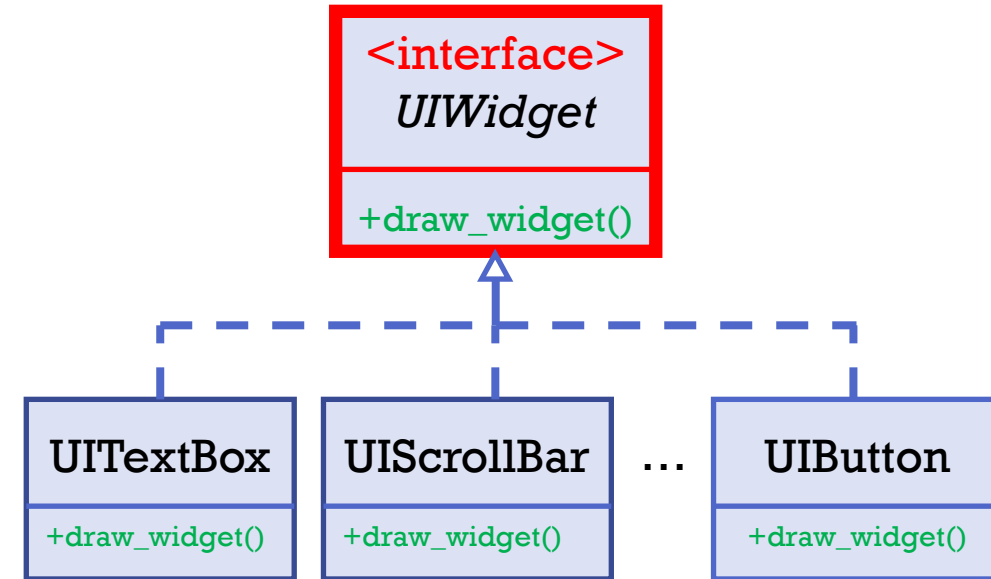 <interface>
UIWidget
+draw_widget()
UITextBox
UIScrollBar
...
UIButton
+draw_widget()
+draw_widget()
+draw_widget()